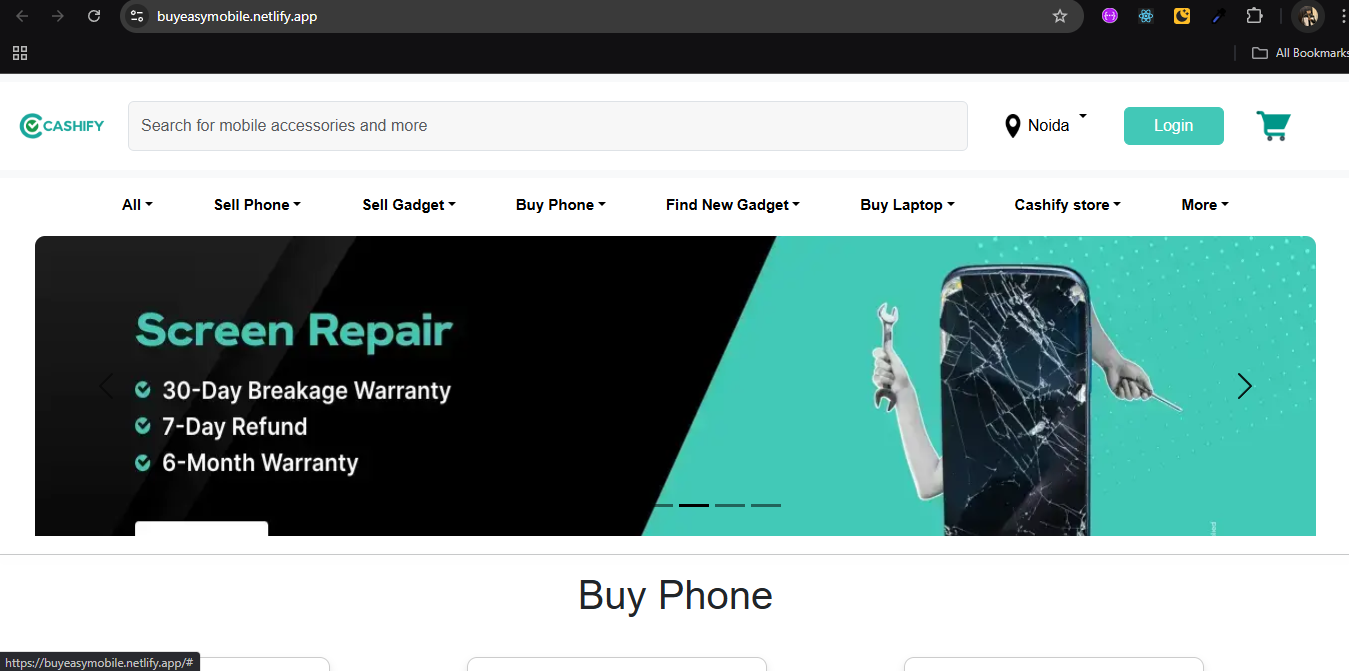 buyeasymobile.netlify.app
All Bookmarks
CASHIFY
Search for mobile accessories and more
Noida
Login
All
Sell Phone
Sell Gadget
Buy Phone
Find New Gadget
Buy Laptop
Cashify store
More
Screen Repair
30-Day Breakage Warranty
7-Day Refund
6-Month Warranty
Buy Phone
https://buyeasymobile.netlify.app/#